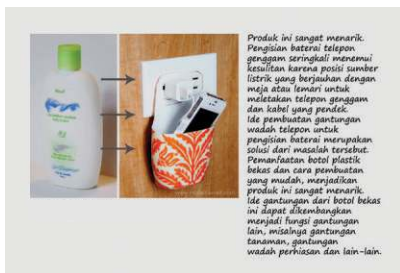 Produk ini sangat menarik.
Pengisian baterai telepon
genggam seringkali menemui
kesulitan karena posisi sumber
listrik yang berjauhan dengan
meja atau lemari untuk
meletakan telepon genggam
dan kabel yang pendek.
Ide pembuatan gantungan
wadah telepon untuk
pengisian baterai merupakan
solusi dari masalah tersebut.
Pemanfaatan botol plastik
bekas dan cara pembuatan
yang mudah, menjadikan
produk ini sangat menarik.
Ide gantungan dari botol bekas
ini dapat dikembangkan
menjadi fungsi gantungan
lain, misalnya gantungan
tanaman, gantungan
wadah perhiasan dan lain-lain.